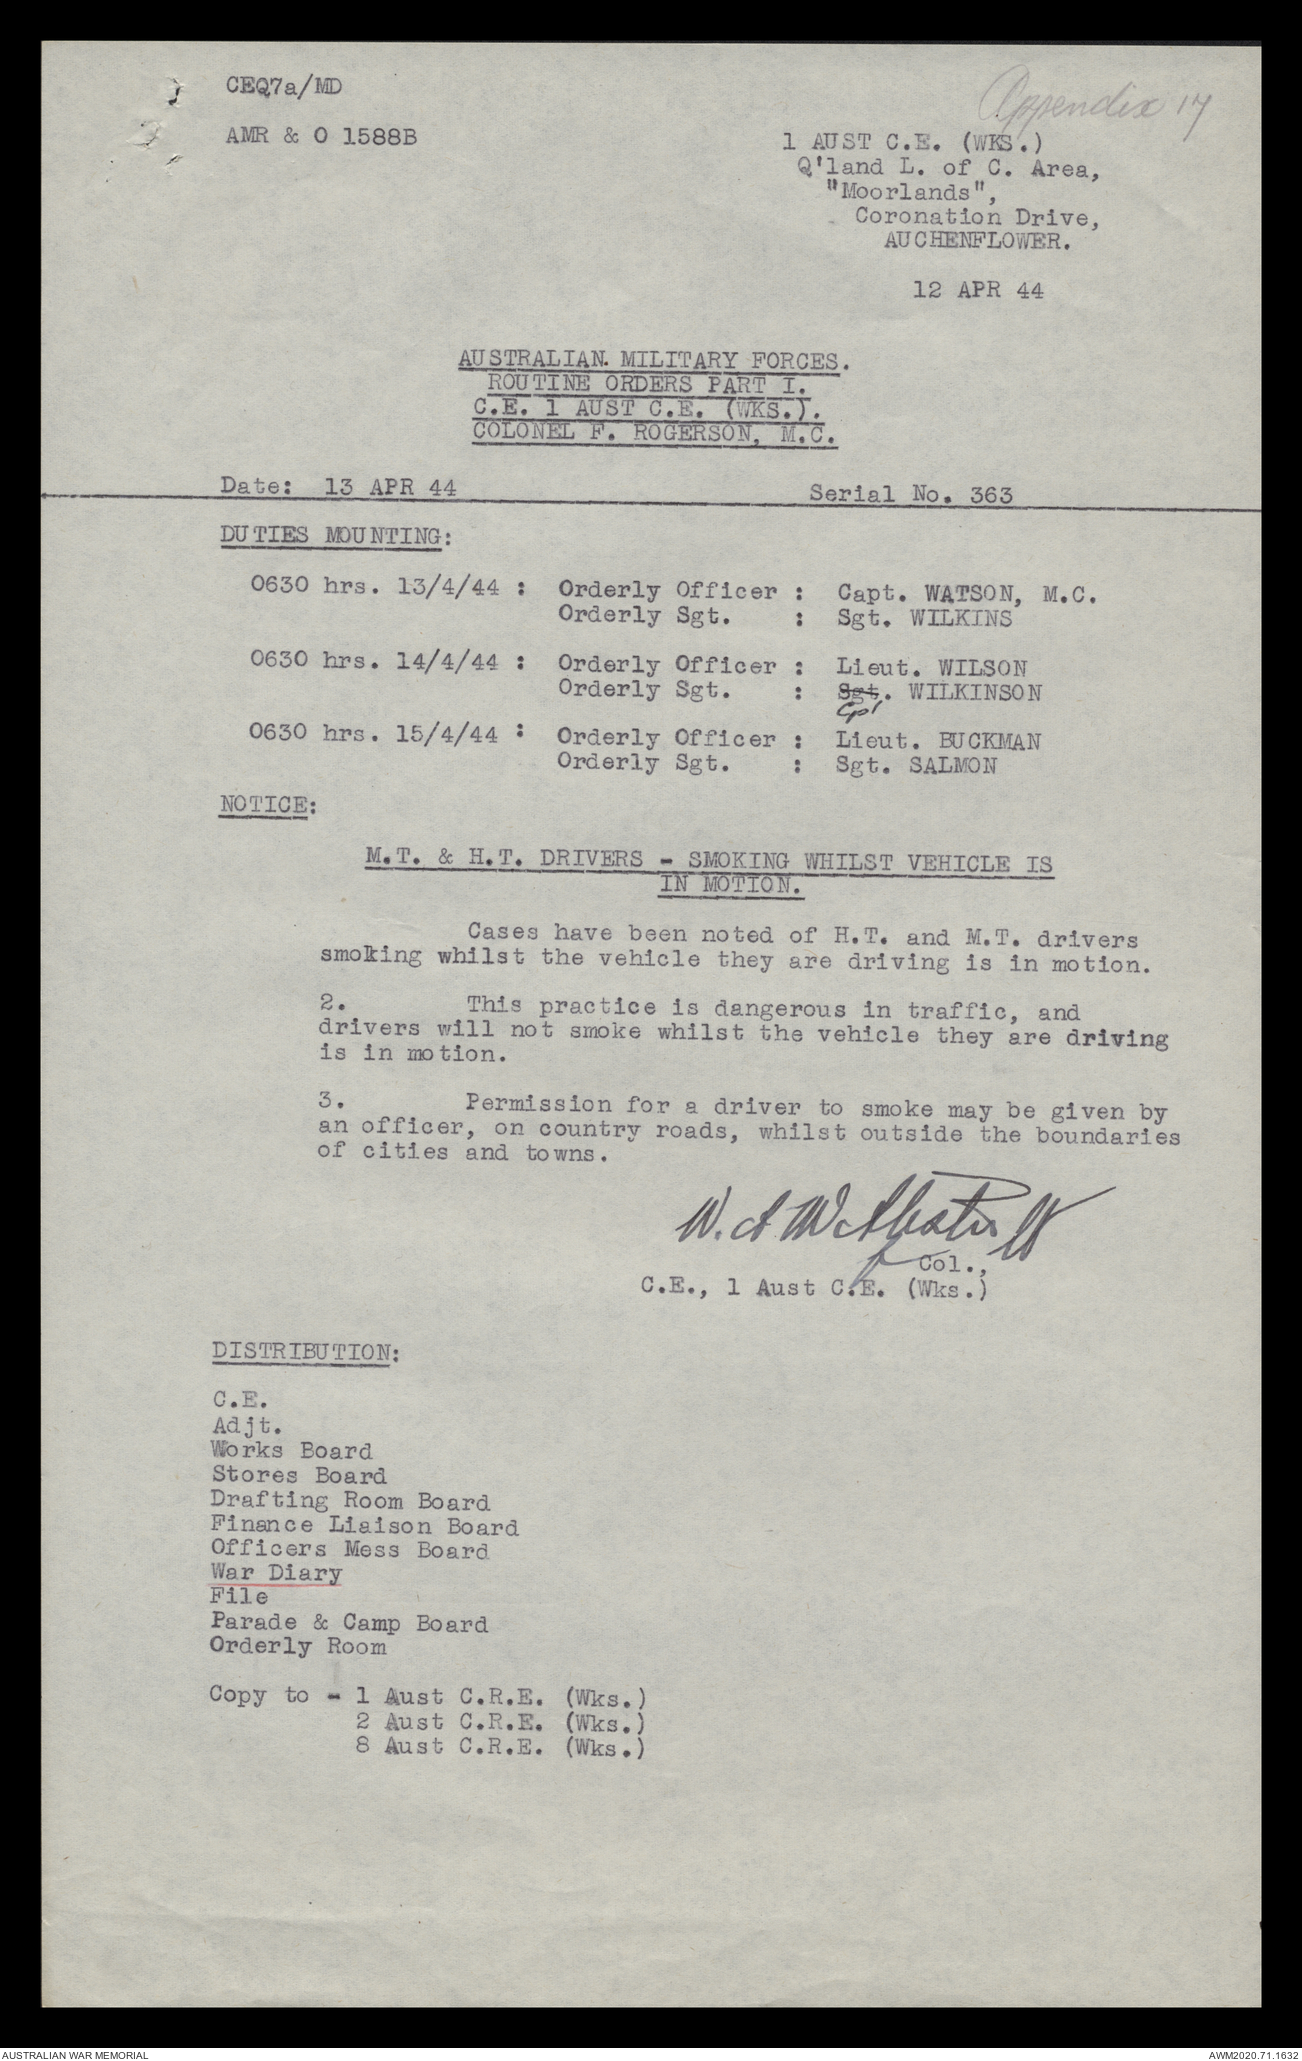 CEQ7a/MD
Appendix 17
AMR & O 1588B
1 AUST C.E. (WKS.)
Q'land L. of C. Area,
"Moorlands",
Coronation Drive,
AUCHENFLOWER.
12 APR 44
AUSTRALIAN. MILITARY FORCES.
ROUTINE ORDERS PART I.
C.E. 1 AUST C.E. (WKS.).
COLONEL F. ROGERSON, M.C.
Date: 13 APR 44 Serial No. 363
DUTIES MOUNTING:
0630 hrs. 13/4/44 : Orderly Officer : Capt. WATSON, M.C.
Orderly Sgt. : Sgt. WILKINS
0630 hrs. 14/4/44 : Orderly Officer : Lieut. WILSON
Orderly Sgt. : Sgt. WILKINSON
Cpl
0630 hrs. 15/4/44 : Orderly Officer : Lieut. BUCKMAN
Orderly Sgt. : Sgt. SALMON
NOTICE:
M.T. & H.T. DRIVERS - SMOKING WHILST VEHICLE IS
IN MOTION.
Cases have been noted of H.T. and M.T. drivers
smoking whilst the vehicle they are driving is in motion.
2. This practice is dangerous in traffic, and
drivers will not smoke whilst the vehicle they are driving
is in motion.
3. Permission for a driver to smoke may be given by
an officer, on country roads, whilst outside the boundaries
of cities and towns.
Col.,
C.E., 1 Aust C.E. (Wks.)
DISTRIBUTION:
C.E.
Adjt.
Works Board
Stores Board
Drafting Room Board
Finance Liaison Board
Officers Mess Board
War Diary
File
Parade & Camp Board
Orderly Room
Copy to - 1 Aust C.R.E. (Wks.)
2 Aust C.R.E. (Wks.)
8 Aust C.R.E. (Wks.)
AUSTRALIAN WAR MEMORIAL AWM2020.71.1632